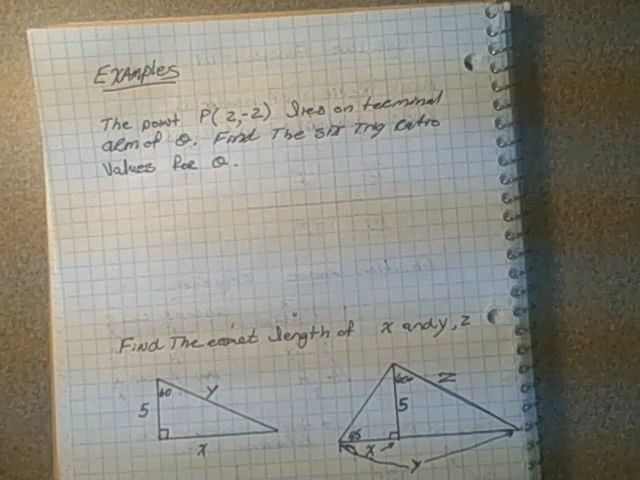 Examples
The point P(2,-2) lies on terminal
arm of θ. Find The six Trig Ratio
Values for θ.
Find The exact length of x and y, z
60
y
5
x
60
z
5
45
x
y